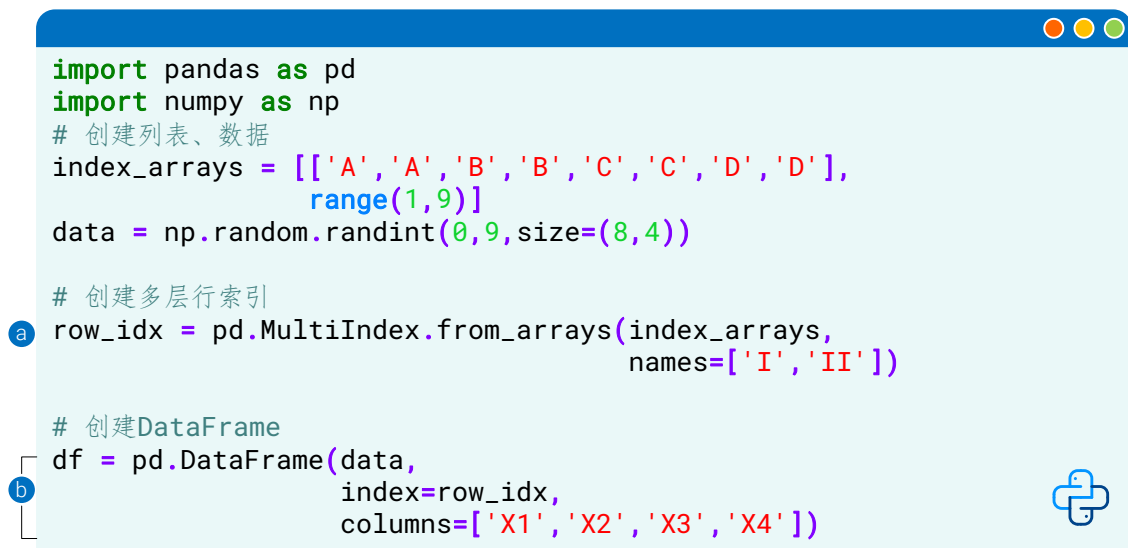 import pandas as pd
import numpy as np
# 创建列表、数据
index_arrays = [['A','A','B','B','C','C','D','D'],
                range(1,9)]
data = np.random.randint(0,9,size=(8,4))
# 创建多层行索引
a row_idx = pd.MultiIndex.from_arrays(index_arrays,
                                    names=['I','II'])
# 创建DataFrame
df = pd.DataFrame(data,
b                  index=row_idx,
                  columns=['X1','X2','X3','X4'])